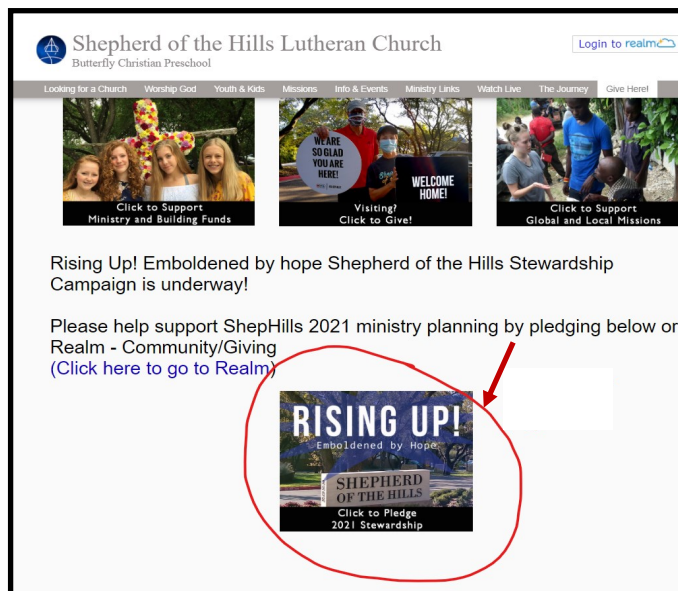 Shepherd of the Hills Lutheran Church
Butterfly Christian Preschool
Login to realm
Looking for a Church Worship God Youth & Kids Missions Info & Events Ministry Links Watch Live The Journey Give Here!
Click to Support
Ministry and Building Funds
WE ARE
SO GLAD
YOU ARE
HERE!
WELCOME
HOME!
Visiting?
Click to Give!
Click to Support
Global and Local Missions
Rising Up! Emboldened by hope Shepherd of the Hills Stewardship
Campaign is underway!
Please help support ShepHills 2021 ministry planning by pledging below or
Realm - Community/Giving
(Click here to go to Realm)
RISING UP!
Emboldened by Hope
SHEPHERD
OF THE HILLS
Click to Pledge
2021 Stewardship